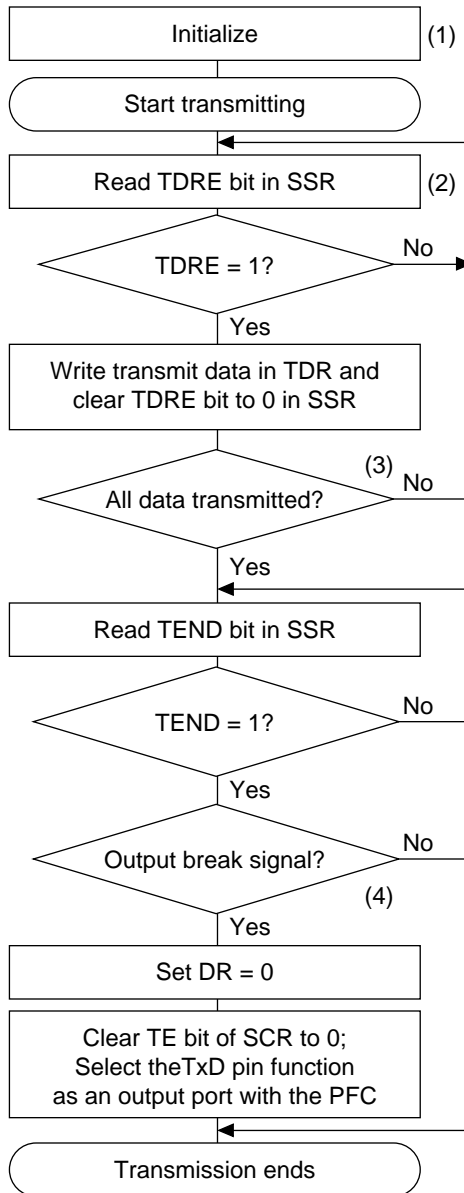 Initialize
(1)
Start transmitting
Read TDRE bit in SSR
(2)
TDRE = 1?
No
Yes
Write transmit data in TDR and
clear TDRE bit to 0 in SSR
(3)
All data transmitted?
No
Yes
Read TEND bit in SSR
TEND = 1?
No
Yes
Output break signal?
No
(4)
Yes
Set DR = 0
Clear TE bit of SCR to 0;
Select theTxD pin function
as an output port with the PFC
Transmission ends